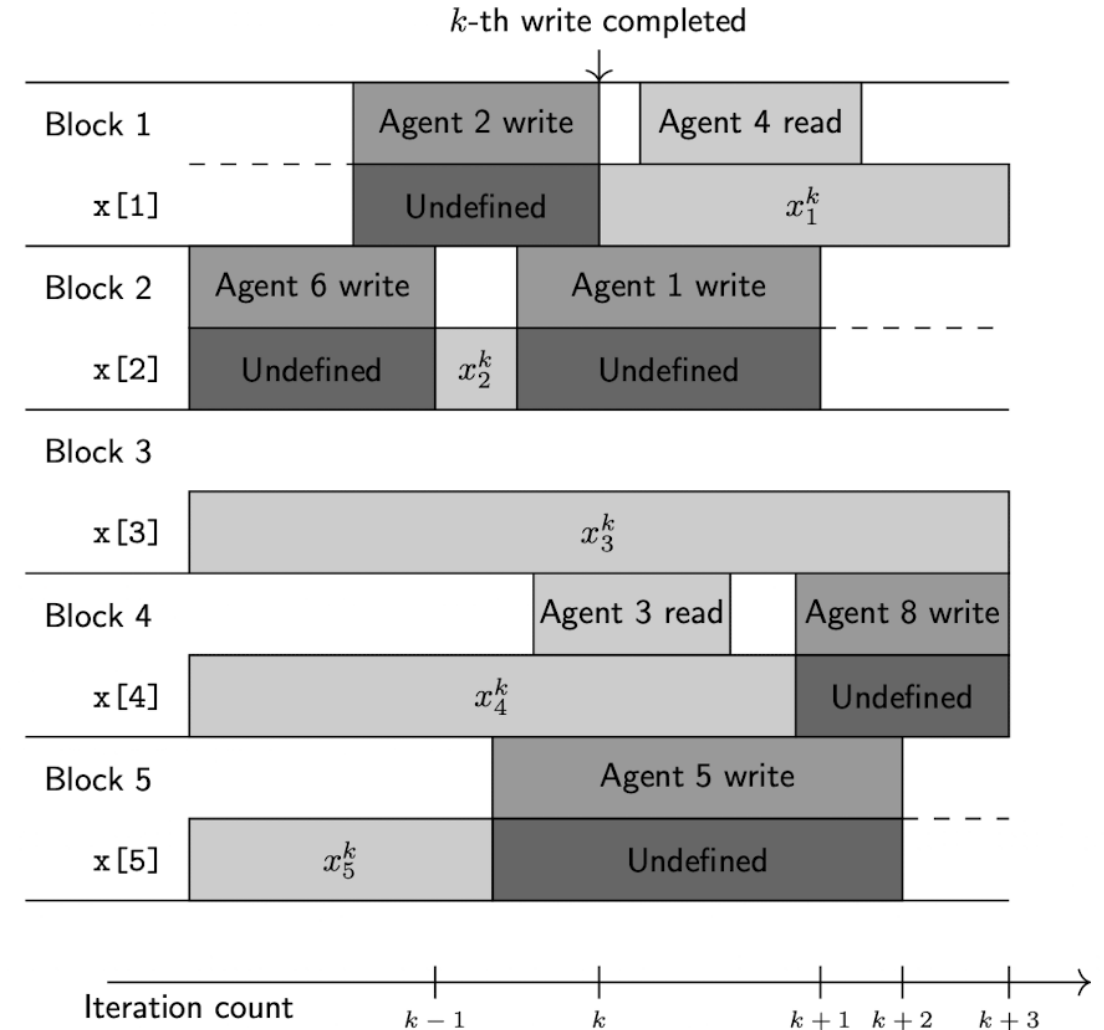 k-th write completed
Block 1 Agent 2 write Agent 4 read
x[1] Undefined x_1^k
Block 2 Agent 6 write Agent 1 write
x[2] Undefined x_2^k Undefined
Block 3
x[3] x_3^k
Block 4 Agent 3 read Agent 8 write
x[4] x_4^k Undefined
Block 5 Agent 5 write
x[5] x_5^k Undefined
Iteration count k − 1 k k + 1 k + 2 k + 3